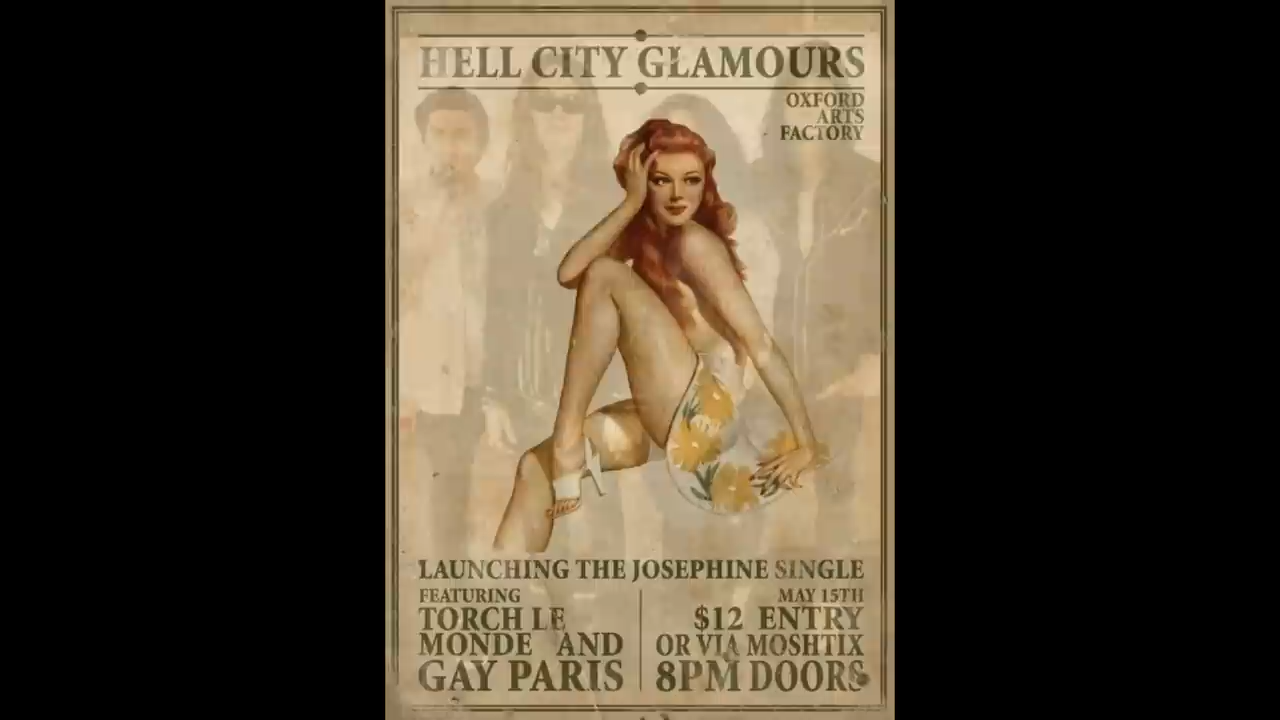 HELL CITY GLAMOURS
OXFORD
ARTS
FACTORY
LAUNCHING THE JOSEPHINE SINGLE
FEATURING
TORCH LE
MONDE AND
GAY PARIS
MAY 15TH
$12 ENTRY
OR VIA MOSHTIX
8PM DOORS